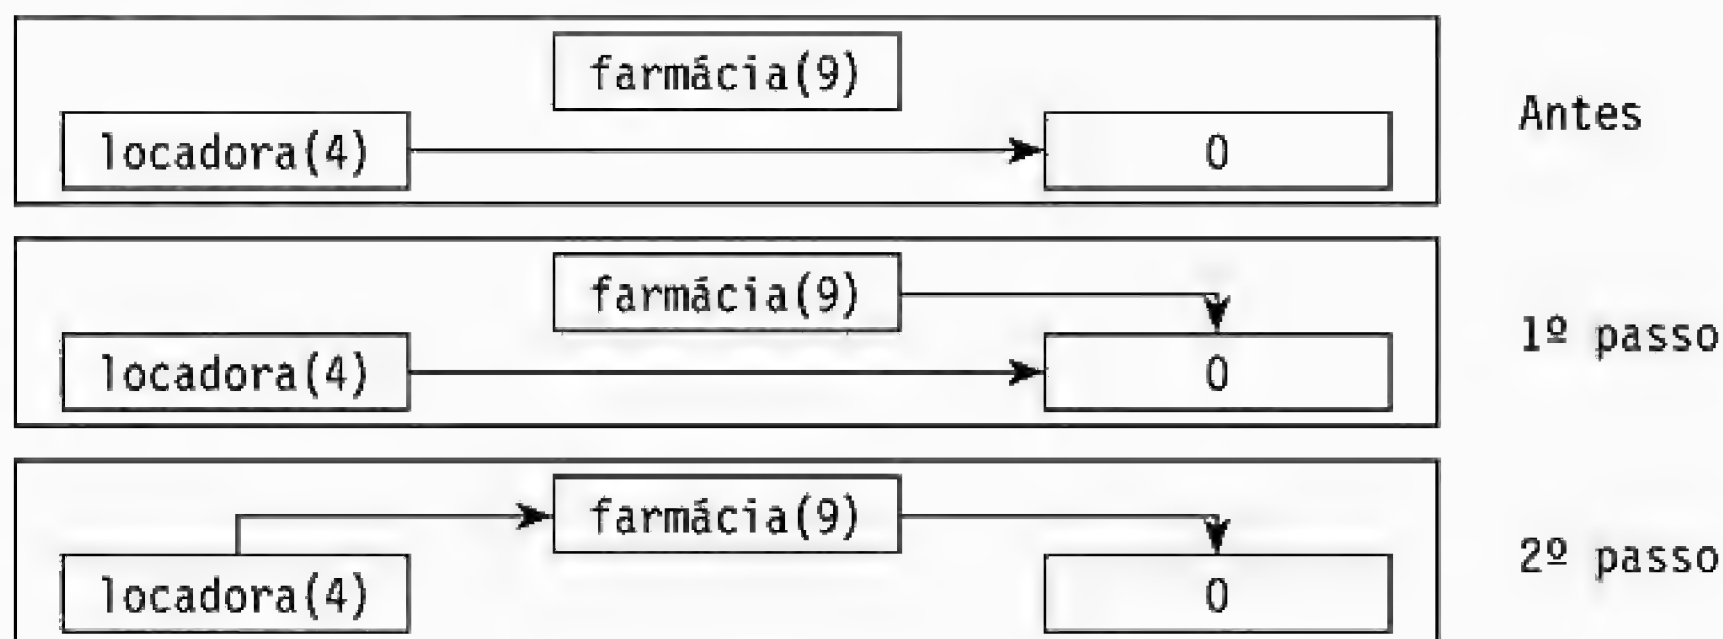 farmácia(9)
Antes
locadora(4) 0
farmácia(9)
1º passo
locadora(4) 0
farmácia(9)
2º passo
locadora(4) 0